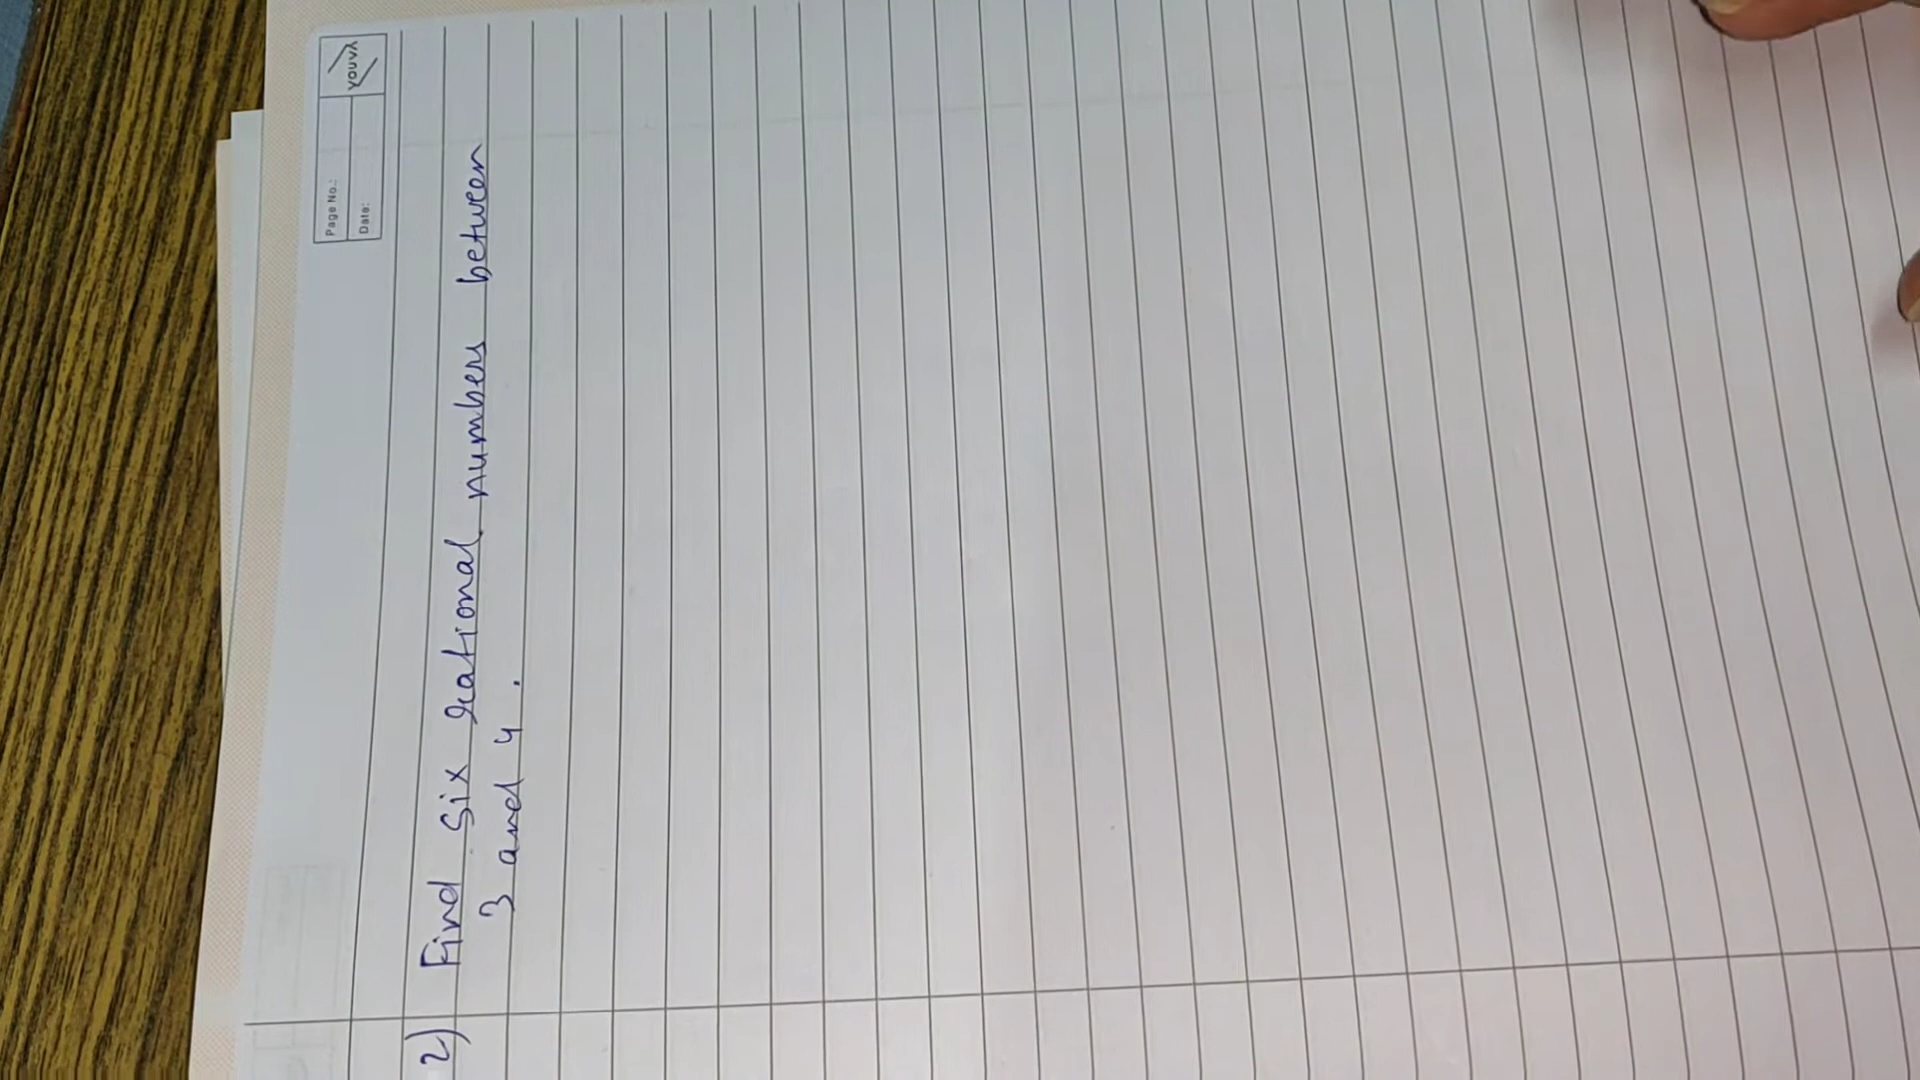 YOUVA
Page No.:
Date:
2) Find six rational numbers between
3 and 4.